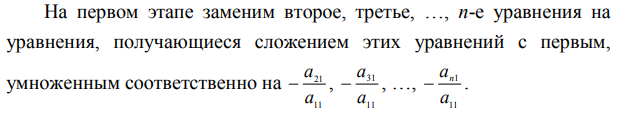 На первом этапе заменим второе, третье, …, n-е уравнения на
уравнения, получающиеся сложением этих уравнений с первым,
умноженным соответственно на $-\frac{a_{21}}{a_{11}}$, $-\frac{a_{31}}{a_{11}}$, …, $-\frac{a_{n1}}{a_{11}}$.